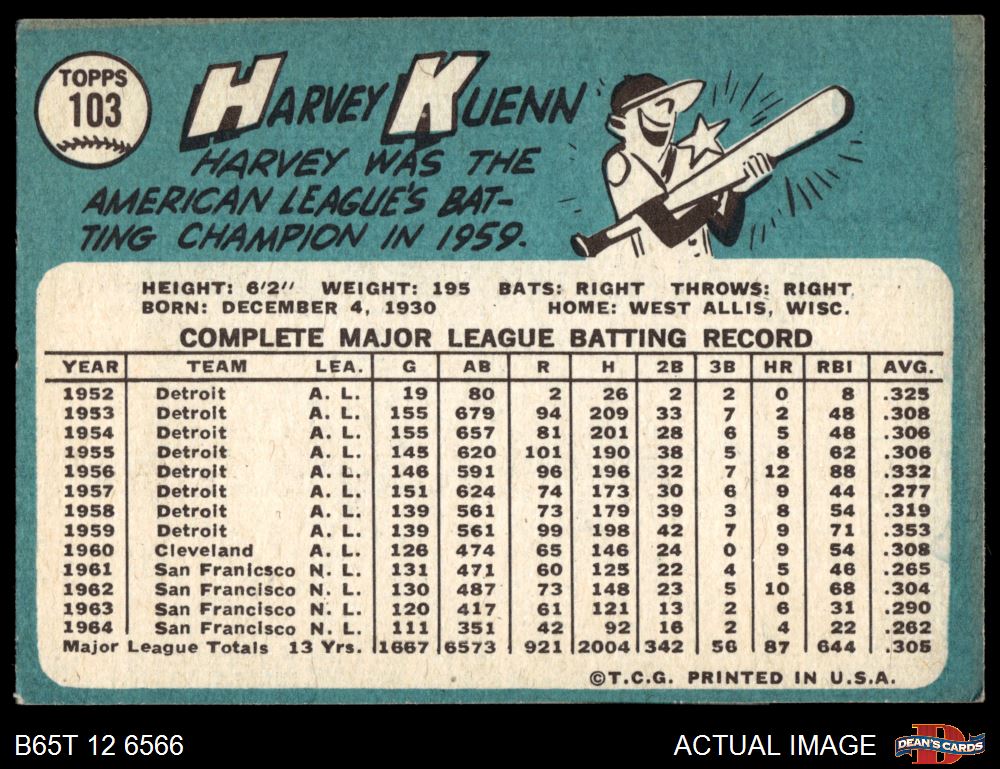 TOPPS
103
HARVEY KUENN
HARVEY WAS THE
AMERICAN LEAGUE'S BAT-
TING CHAMPION IN 1959.
HEIGHT: 6'2" WEIGHT: 195 BATS: RIGHT THROWS: RIGHT
BORN: DECEMBER 4, 1930 HOME: WEST ALLIS, WISC.
COMPLETE MAJOR LEAGUE BATTING RECORD
YEAR TEAM LEA. G AB R H 2B 3B HR RBI AVG.
1952 Detroit A. L. 19 80 2 26 2 2 0 8 .325
1953 Detroit A. L. 155 679 94 209 33 7 2 48 .308
1954 Detroit A. L. 155 657 81 201 28 6 5 48 .306
1955 Detroit A. L. 145 620 101 190 38 5 8 62 .306
1956 Detroit A. L. 146 591 96 196 32 7 12 88 .332
1957 Detroit A. L. 151 624 74 173 30 6 9 44 .277
1958 Detroit A. L. 139 561 73 179 39 3 8 54 .319
1959 Detroit A. L. 139 561 99 198 42 7 9 71 .353
1960 Cleveland A. L. 126 474 65 146 24 0 9 54 .308
1961 San Franicsco N. L. 131 471 60 125 22 4 5 46 .265
1962 San Francisco N. L. 130 487 73 148 23 5 10 68 .304
1963 San Francisco N. L. 120 417 61 121 13 2 6 31 .290
1964 San Francisco N. L. 111 351 42 92 16 2 4 22 .262
Major League Totals 13 Yrs. 1667 6573 921 2004 342 56 87 644 .305
©T.C.G. PRINTED IN U.S.A.
B65T 12 6566
ACTUAL IMAGE
D
DEAN'S CARDS